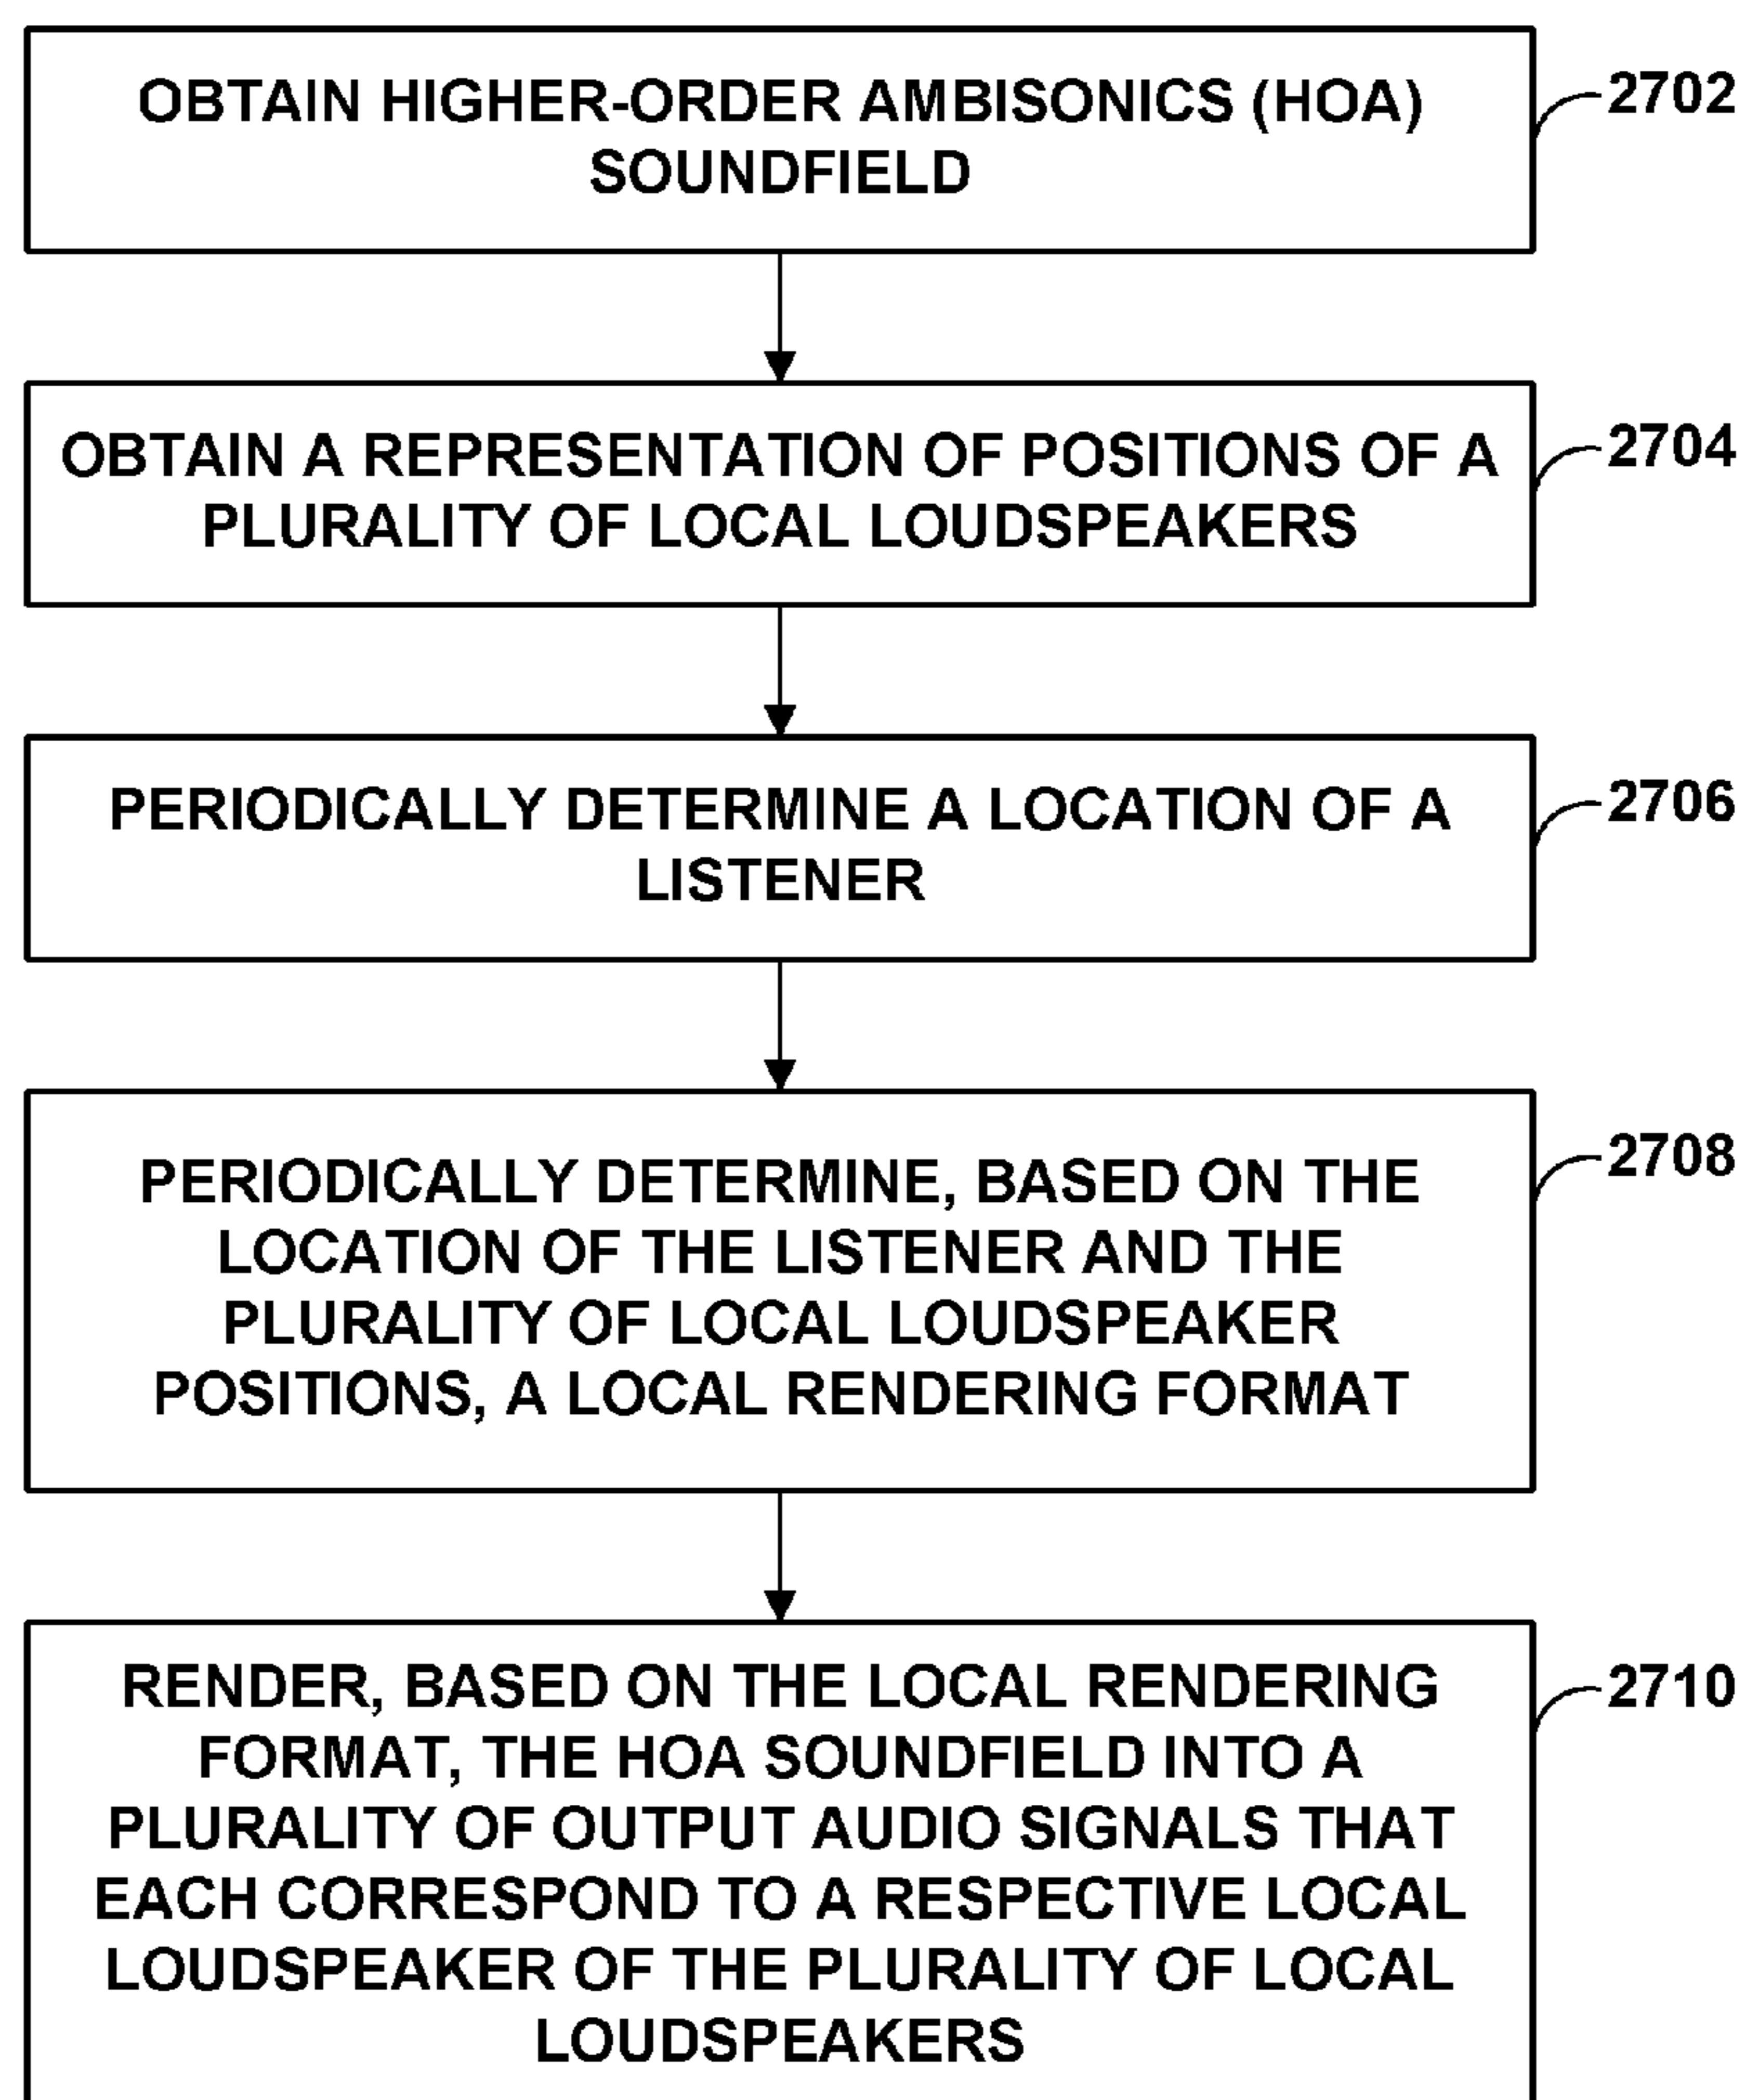 OBTAIN HIGHER-ORDER AMBISONICS (HOA)
SOUNDFIELD
2702
OBTAIN A REPRESENTATION OF POSITIONS OF A
PLURALITY OF LOCAL LOUDSPEAKERS
2704
PERIODICALLY DETERMINE A LOCATION OF A
LISTENER
2706
PERIODICALLY DETERMINE, BASED ON THE
LOCATION OF THE LISTENER AND THE
PLURALITY OF LOCAL LOUDSPEAKER
POSITIONS, A LOCAL RENDERING FORMAT
2708
RENDER, BASED ON THE LOCAL RENDERING
FORMAT, THE HOA SOUNDFIELD INTO A
PLURALITY OF OUTPUT AUDIO SIGNALS THAT
EACH CORRESPOND TO A RESPECTIVE LOCAL
LOUDSPEAKER OF THE PLURALITY OF LOCAL
LOUDSPEAKERS
2710